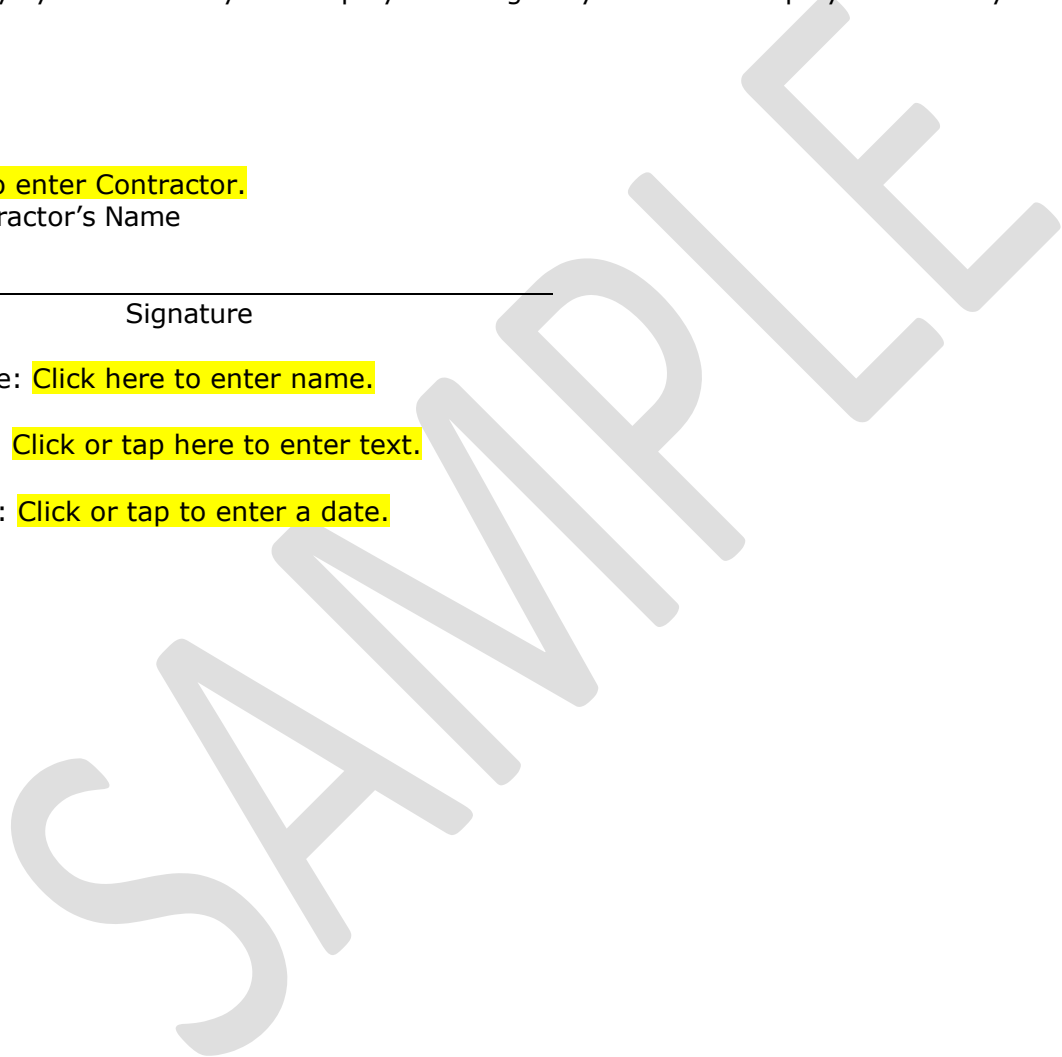 enter Contractor.
Name
Signature
Click here to enter name.
Click or tap here to enter text.
Click or tap to enter a date.
SAMPLE